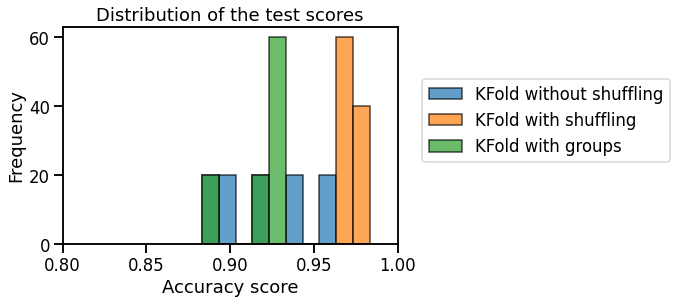 Distribution of the test scores
60
40
20
0
Frequency
0.80 0.85 0.90 0.95 1.00
Accuracy score
KFold without shuffling
KFold with shuffling
KFold with groups